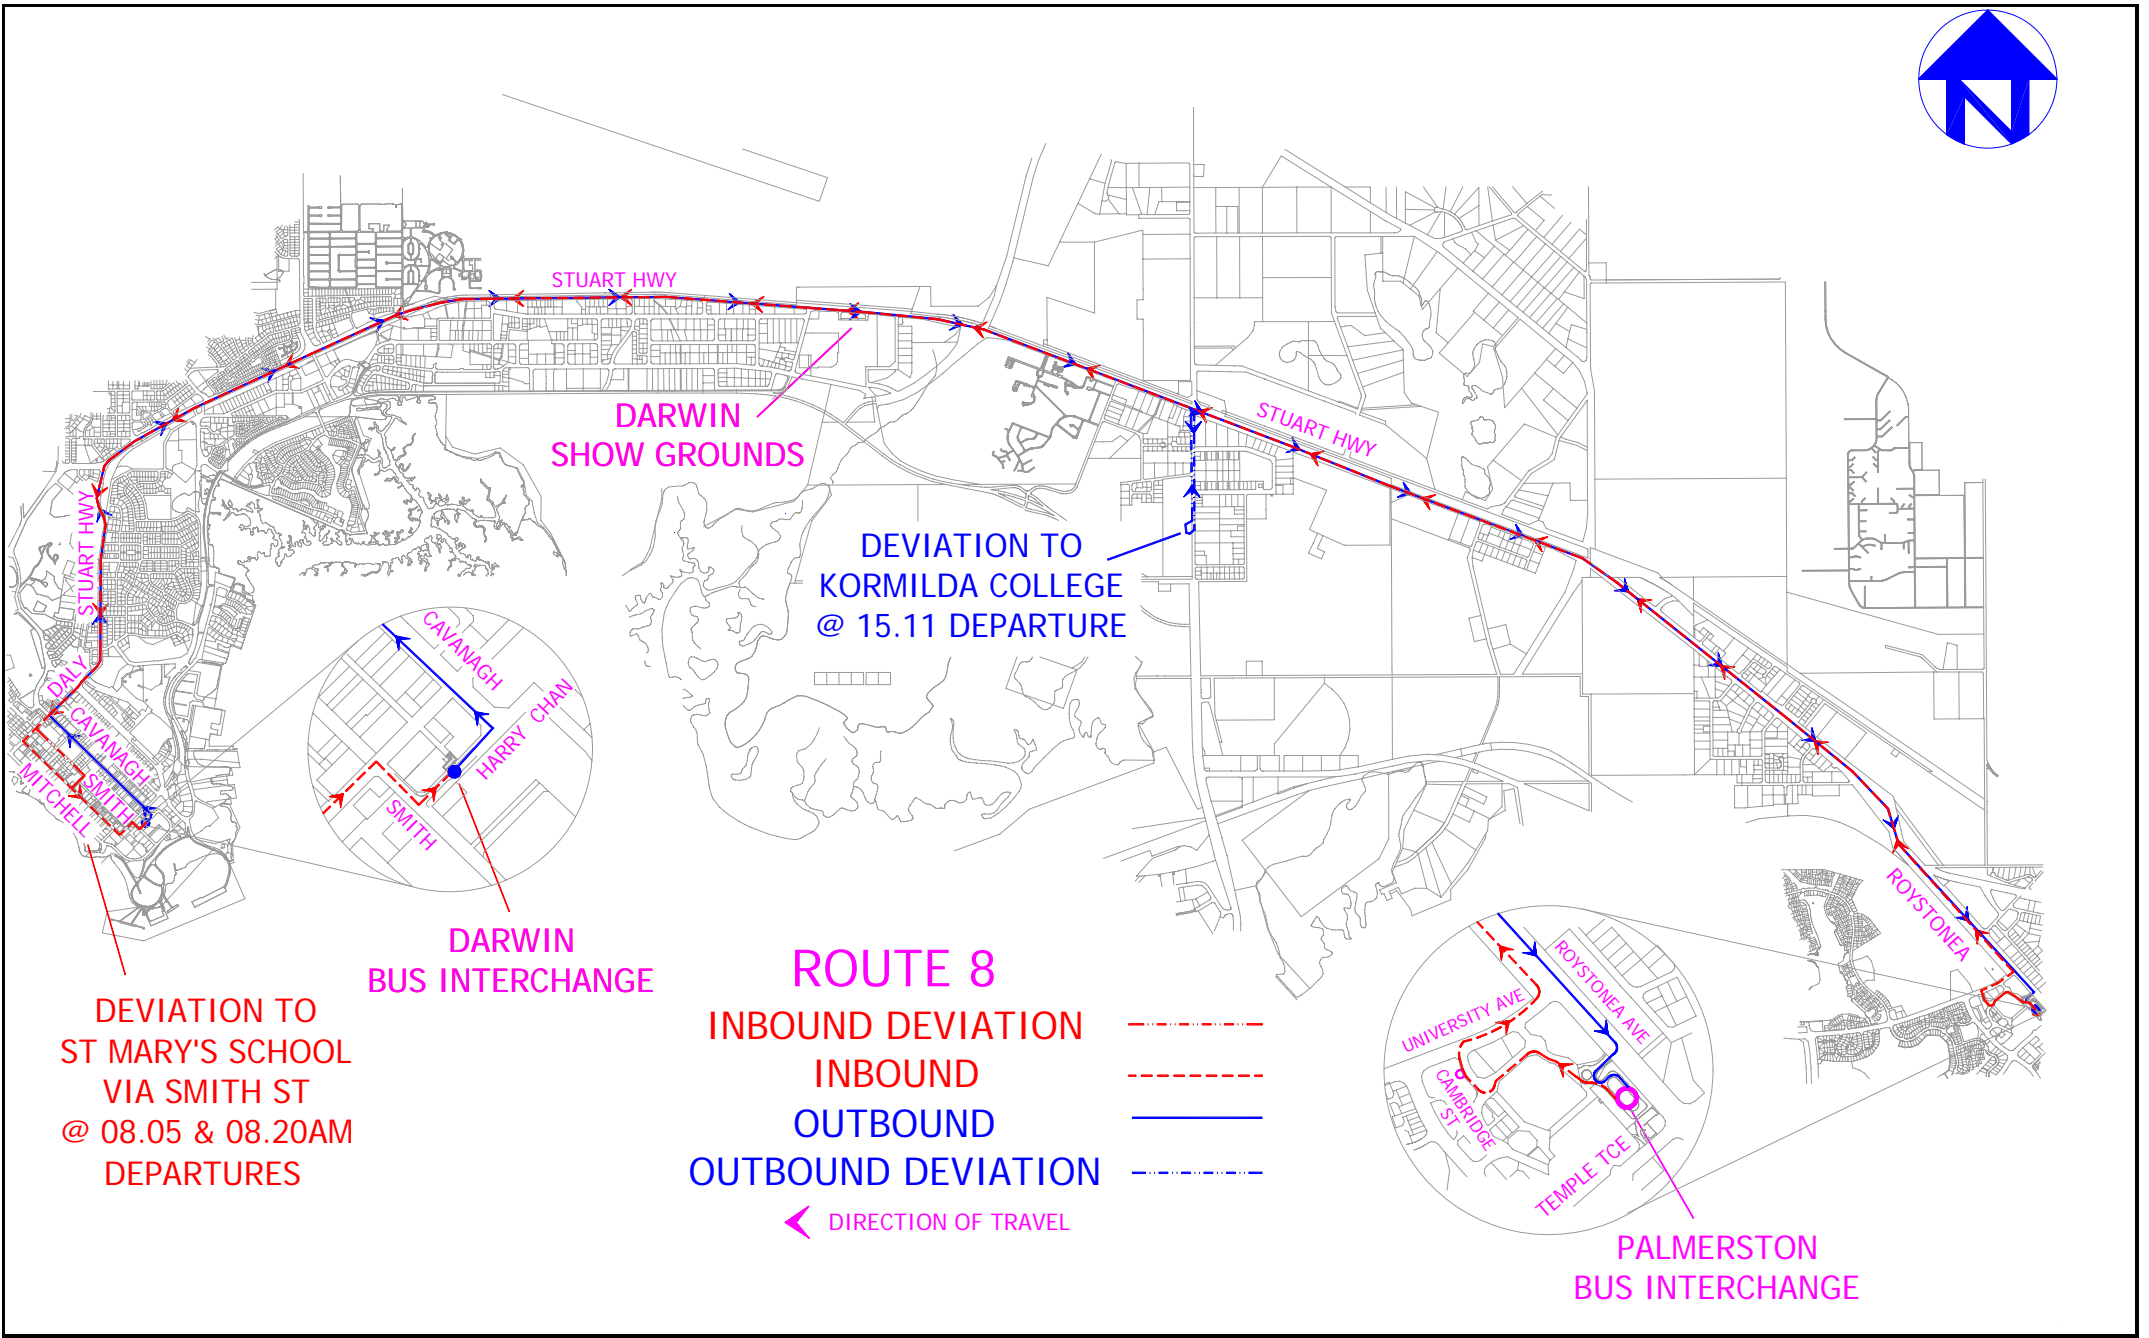 N
STUART HWY
DARWIN
SHOW GROUNDS
STUART HWY
STUART HWY
DEVIATION TO
KORMILDA COLLEGE
@ 15.11 DEPARTURE
DALY
CAVANAGH
SMITH
MITCHELL
CAVANAGH
HARRY CHAN
SMITH
DARWIN
BUS INTERCHANGE
DEVIATION TO
ST MARY'S SCHOOL
VIA SMITH ST
@ 08.05 & 08.20AM
DEPARTURES
ROUTE 8
INBOUND DEVIATION
INBOUND
OUTBOUND
OUTBOUND DEVIATION
DIRECTION OF TRAVEL
ROYSTONEA
ROYSTONEA AVE
UNIVERSITY AVE
CAMBRIDGE
ST
TEMPLE TCE
PALMERSTON
BUS INTERCHANGE